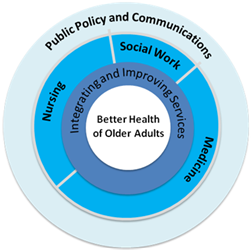 Public Policy and Communications
Social Work
Nursing
Medicine
Integrating and Improving Services
Better Health
of Older Adults